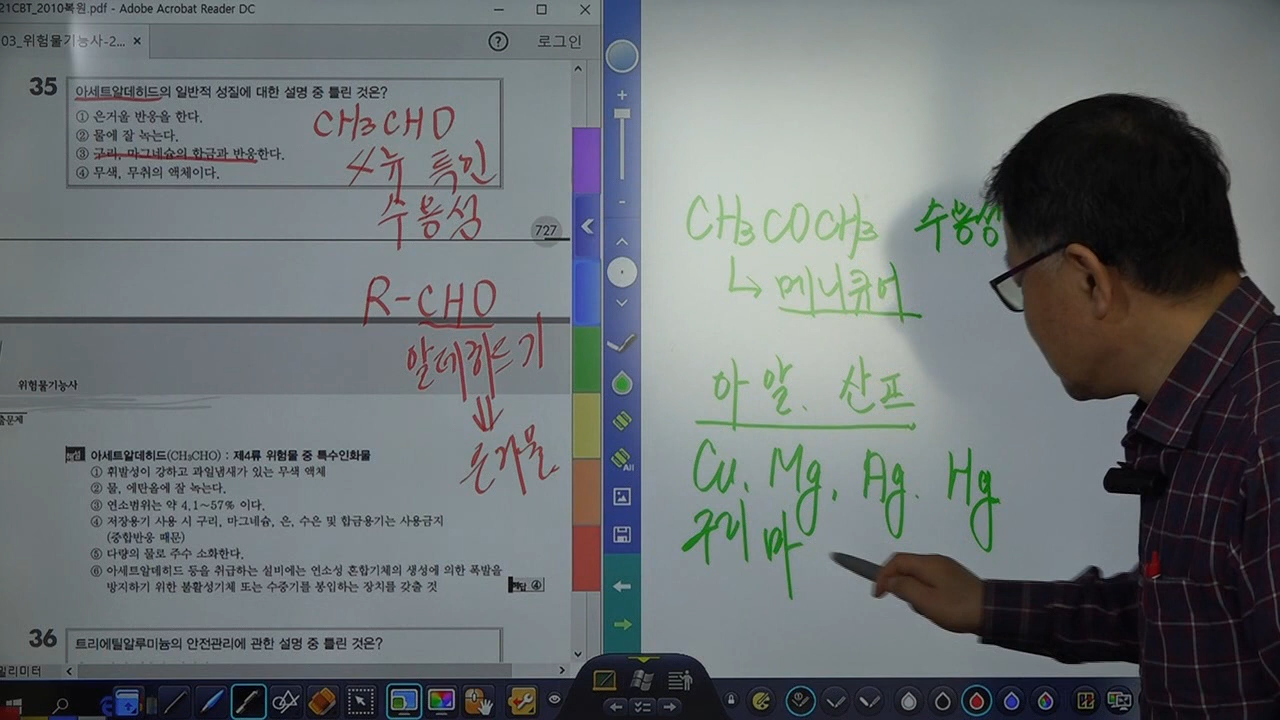 21CBT_2010복원.pdf - Adobe Acrobat Reader DC
03_위험물기능사-2...
로그인
35
아세트알데히드의 일반적 성질에 대한 설명 중 틀린 것은?
① 은거울 반응을 한다.
② 물에 잘 녹는다.
③ 구리, 마그네슘의 합금과 반응한다.
④ 무색, 무취의 액체이다.
CH3CHO
4류 특인
수용성
727
R-CHO
알데히드기
은거울
위험물기능사
출문제
해설 아세트알데히드(CH3CHO) : 제4류 위험물 중 특수인화물
① 휘발성이 강하고 과일냄새가 있는 무색 액체
② 물, 에탄올에 잘 녹는다.
③ 연소범위는 약 4.1~57% 이다.
④ 저장용기 사용 시 구리, 마그네슘, 은, 수은 및 합금용기는 사용금지
(중합반응 때문)
⑤ 다량의 물로 주수 소화한다.
⑥ 아세트알데히드 등을 취급하는 설비에는 연소성 혼합기체의 생성에 의한 폭발을
방지하기 위한 불활성기체 또는 수증기를 봉입하는 장치를 갖출 것
정답 ④
36
트리에틸알루미늄의 안전관리에 관한 설명 중 틀린 것은?
밀리미터
CH3COCH3 수용성
메니큐어
아 알. 산프
Cu. Mg. Ag. Hg
구리 마
All